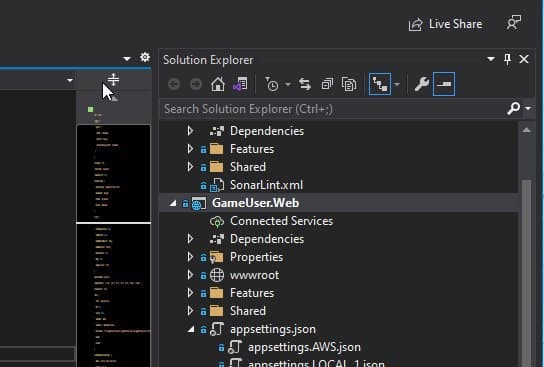 Live Share
Solution Explorer
Search Solution Explorer (Ctrl+;)
Dependencies
Features
Shared
SonarLint.xml
GameUser.Web
Connected Services
Dependencies
Properties
wwwroot
Features
Shared
appsettings.json
appsettings.AWS.json
appsettings.LOCAL_1.json